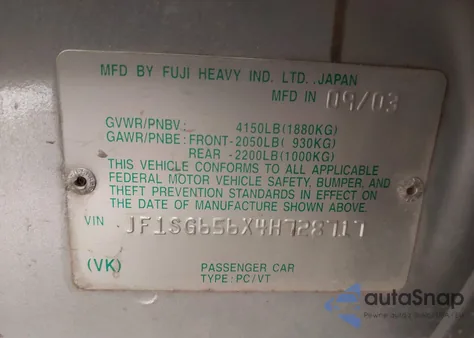 MFD BY FUJI HEAVY IND. LTD. JAPAN
MFD IN 09/03
GVWR/PNBV: 4150LB(1880KG)
GAWR/PNBE: FRONT-2050LB( 930KG)
REAR -2200LB(1000KG)
THIS VEHICLE CONFORMS TO ALL APPLICABLE
FEDERAL MOTOR VEHICLE SAFETY, BUMPER, AND
THEFT PREVENTION STANDARDS IN EFFECT ON
THE DATE OF MANUFACTURE SHOWN ABOVE.
VIN JF1SG656X4H728717
(VK) PASSENGER CAR
TYPE: PC/VT
autaSnap